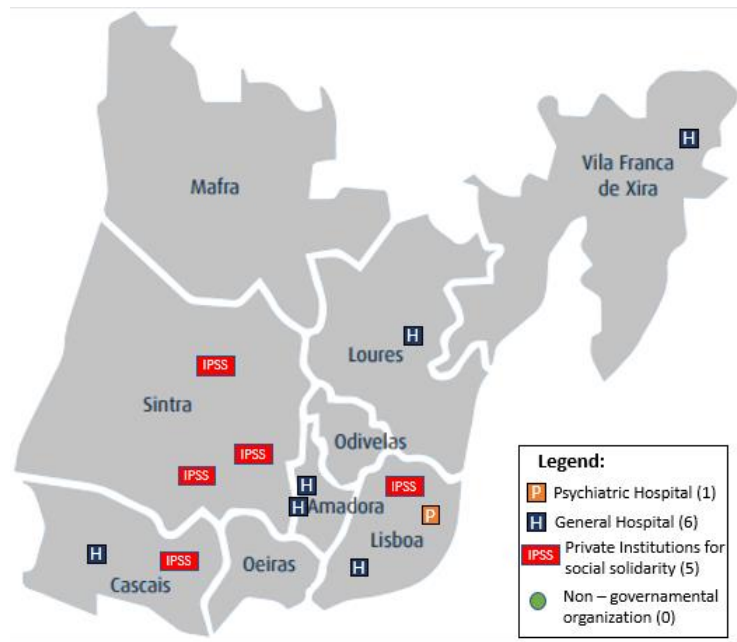 Mafra
Vila Franca
de Xira
H
H
Loures
IPSS
Sintra
Odivelas
IPSS
IPSS
H
H
Amadora
IPSS
P
Lisboa
H
IPSS
Cascais
Oeiras
H
Legend:
P Psychiatric Hospital (1)
H General Hospital (6)
IPSS Private Institutions for
social solidarity (5)
Non – governamental
organization (0)